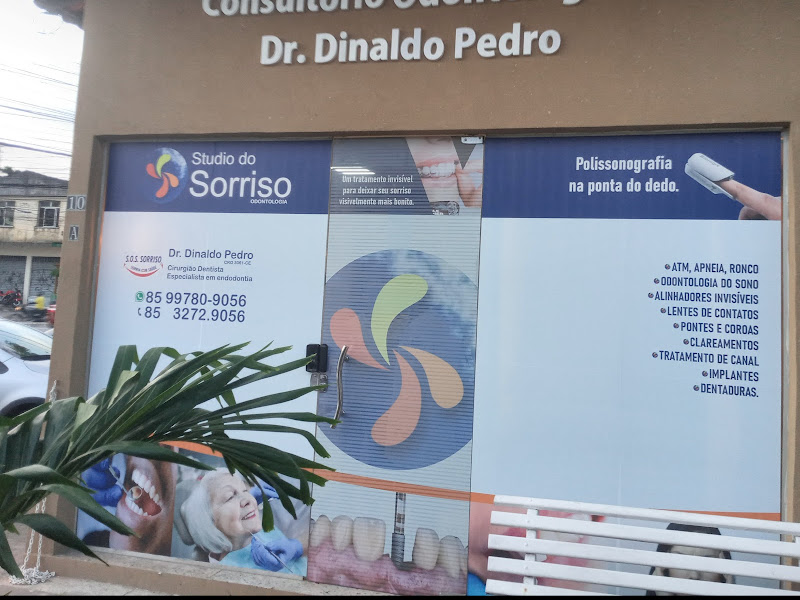 Consultório
Dr. Dinaldo Pedro
Studio do
Sorriso
ODONTOLOGIA
Um tratamento invisível
para deixar seu sorriso
visivelmente mais bonito.
Polissonografia
na ponta do dedo.
10
A
S.O.S. SORRISO
Dr. Dinaldo Pedro
Cirurgião Dentista
Especialista em endodontia
85 99780-9056
85 3272.9056
ATM, APNEIA, RONCO
ODONTOLOGIA DO SONO
ALINHADORES INVISÍVEIS
LENTES DE CONTATOS
PONTES E COROAS
CLAREAMENTOS
TRATAMENTO DE CANAL
IMPLANTES
DENTADURAS.